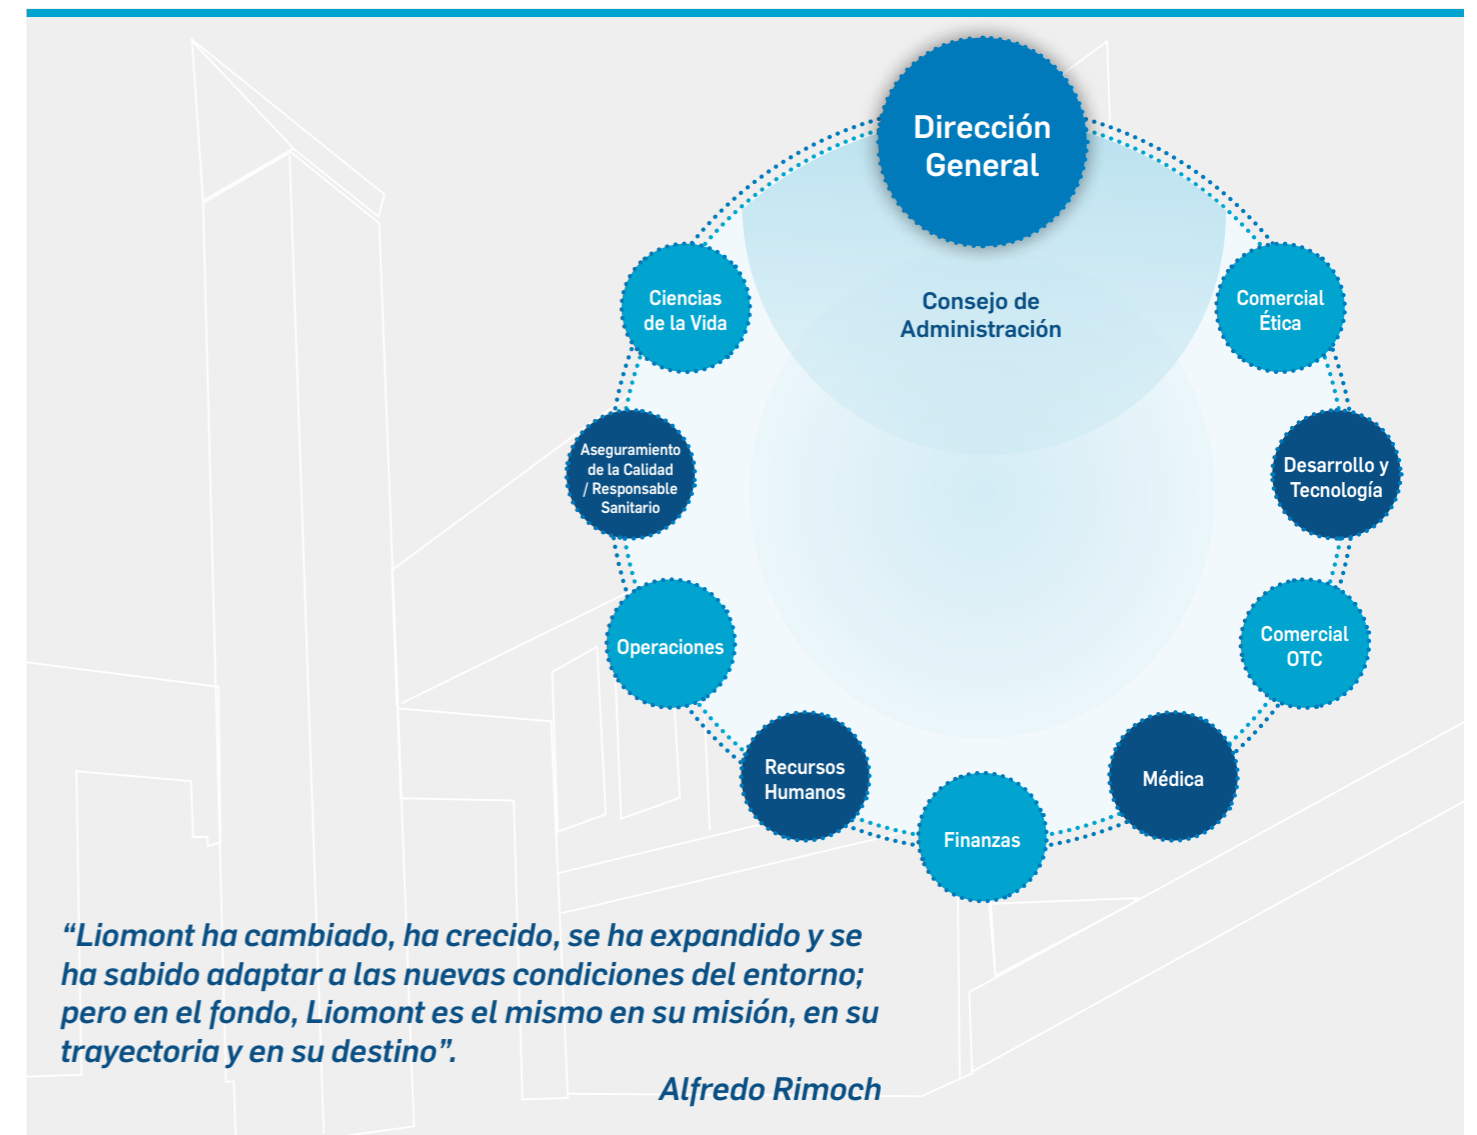 Dirección
General
Consejo de
Administración
Ciencias
de la Vida
Comercial
Ética
Aseguramiento
de la Calidad
/ Responsable
Sanitario
Desarrollo y
Tecnología
Operaciones
Comercial
OTC
Recursos
Humanos
Médica
Finanzas
“Liomont ha cambiado, ha crecido, se ha expandido y se
ha sabido adaptar a las nuevas condiciones del entorno;
pero en el fondo, Liomont es el mismo en su misión, en su
trayectoria y en su destino”.
Alfredo Rimoch